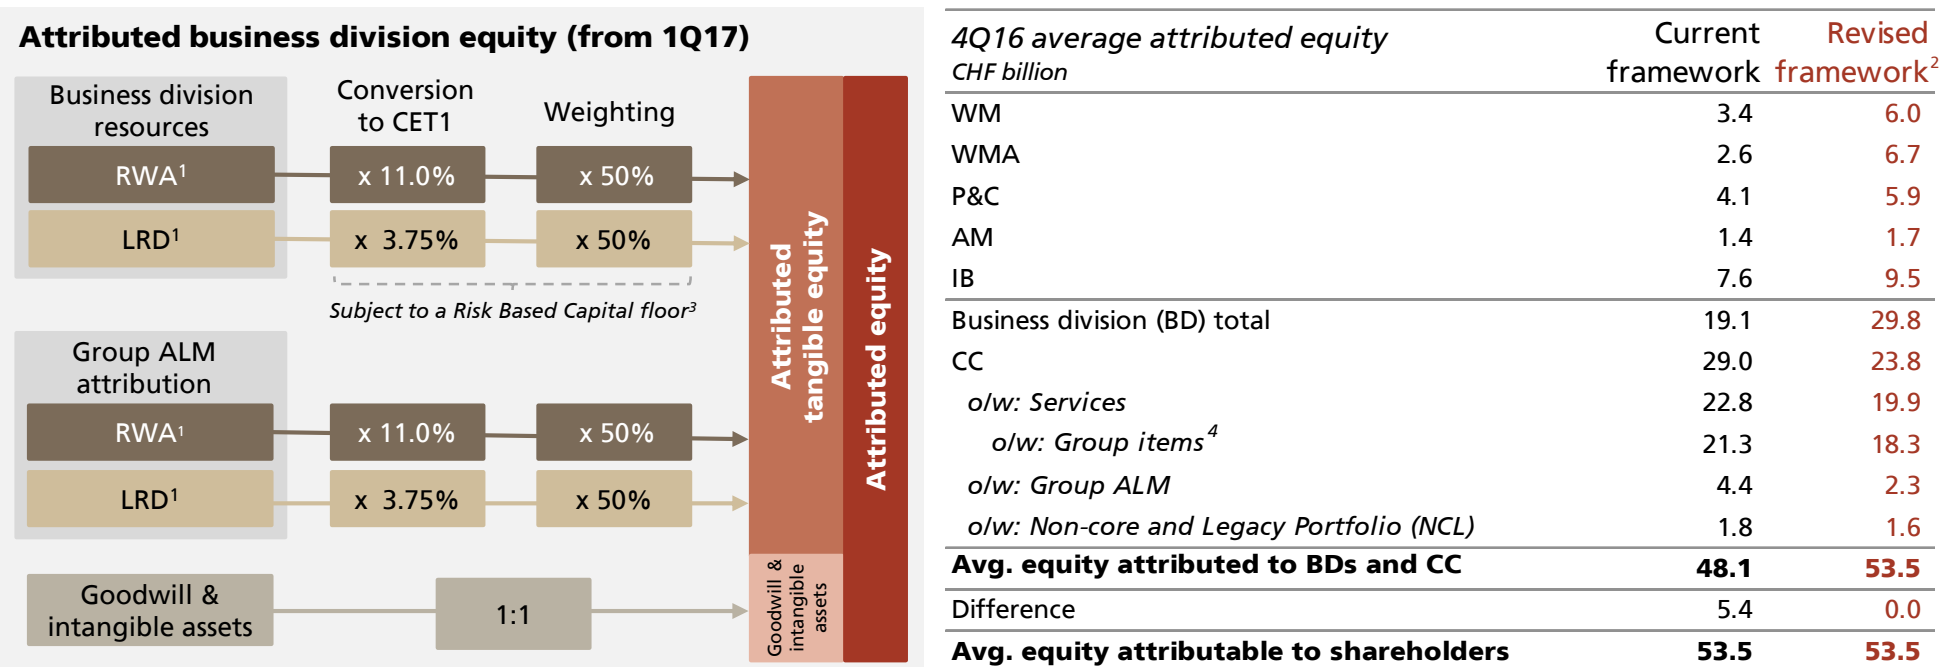 Attributed business division equity (from 1Q17)
Business division
resources
Conversion
to CET1
Weighting
RWA¹
x 11.0%
x 50%
LRD¹
x 3.75%
x 50%
Subject to a Risk Based Capital floor³
Group ALM
attribution
RWA¹
x 11.0%
x 50%
LRD¹
x 3.75%
x 50%
Goodwill &
intangible assets
1:1
Attributed
tangible equity
Goodwill &
intangible
assets
Attributed equity
4Q16 average attributed equity
CHF billion
Current
framework
Revised
framework²
WM 3.4 6.0
WMA 2.6 6.7
P&C 4.1 5.9
AM 1.4 1.7
IB 7.6 9.5
Business division (BD) total 19.1 29.8
CC 29.0 23.8
o/w: Services 22.8 19.9
o/w: Group items⁴ 21.3 18.3
o/w: Group ALM 4.4 2.3
o/w: Non-core and Legacy Portfolio (NCL) 1.8 1.6
Avg. equity attributed to BDs and CC 48.1 53.5
Difference 5.4 0.0
Avg. equity attributable to shareholders 53.5 53.5